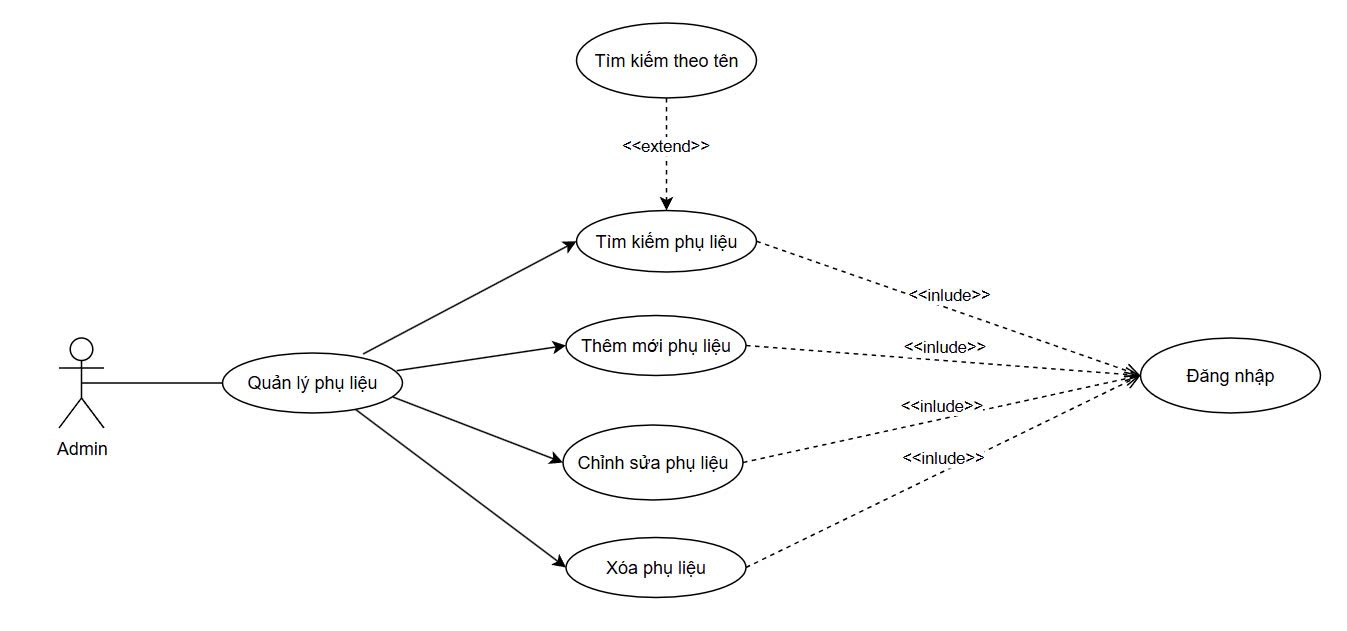 Tìm kiếm theo tên
<<extend>>
Tìm kiếm phụ liệu
<<inlude>>
Thêm mới phụ liệu
<<inlude>>
Đăng nhập
Quản lý phụ liệu
<<inlude>>
Admin
Chỉnh sửa phụ liệu
<<inlude>>
Xóa phụ liệu